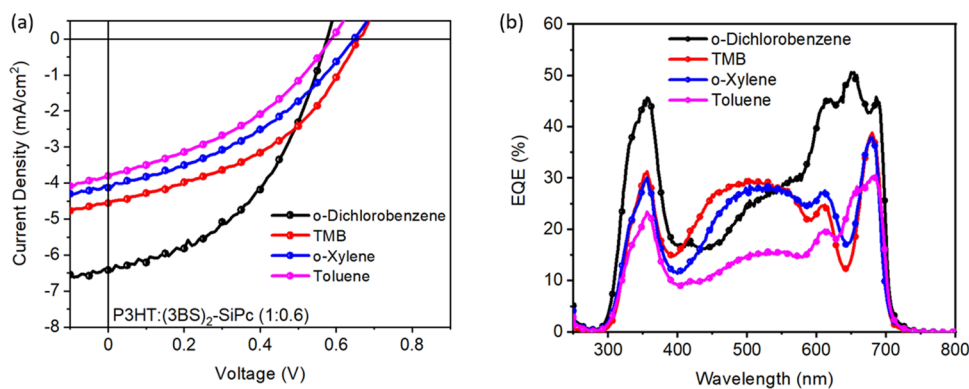 (a)
0
-1
-2
-3
-4
-5
-6
-7
-8
Current Density (mA/cm²)
o-Dichlorobenzene
TMB
o-Xylene
Toluene
P3HT:(3BS)₂-SiPc (1:0.6)
0.0 0.2 0.4 0.6 0.8
Voltage (V)
(b)
60
50
40
30
20
10
0
EQE (%)
o-Dichlorobenzene
TMB
o-Xylene
Toluene
300 400 500 600 700 800
Wavelength (nm)